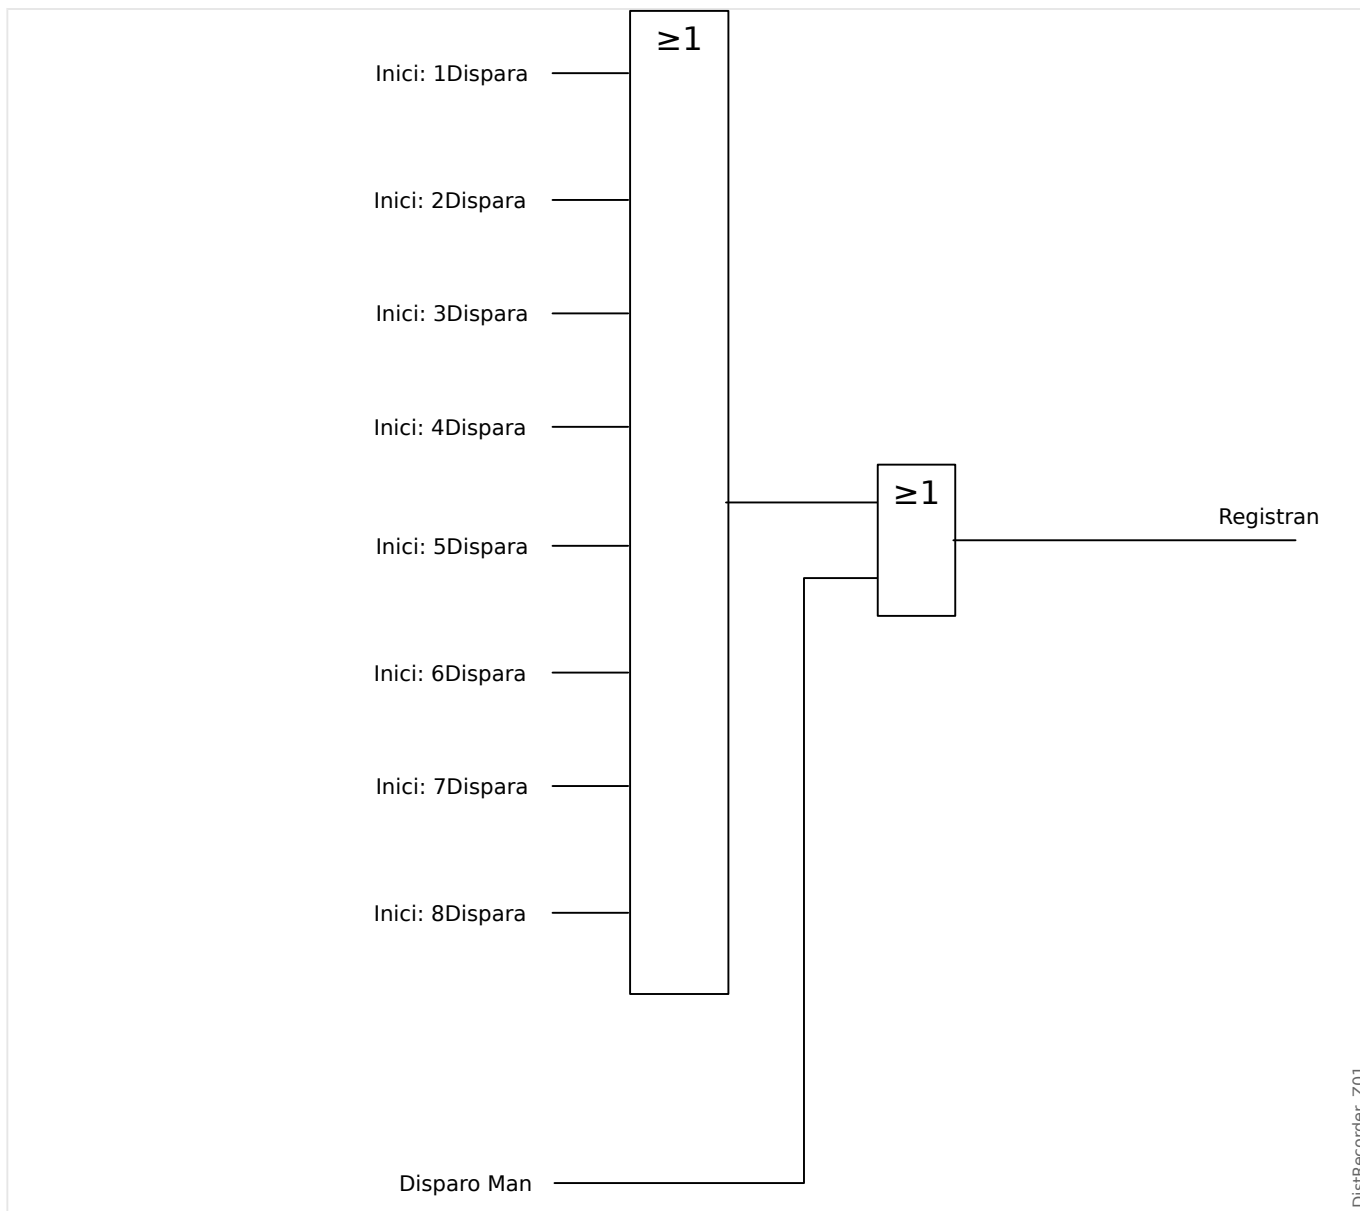 ≥1
Inici: 1Dispara
Inici: 2Dispara
Inici: 3Dispara
Inici: 4Dispara
≥1
Registran
Inici: 5Dispara
Inici: 6Dispara
Inici: 7Dispara
Inici: 8Dispara
Disparo Man
DistRecorder_Z01